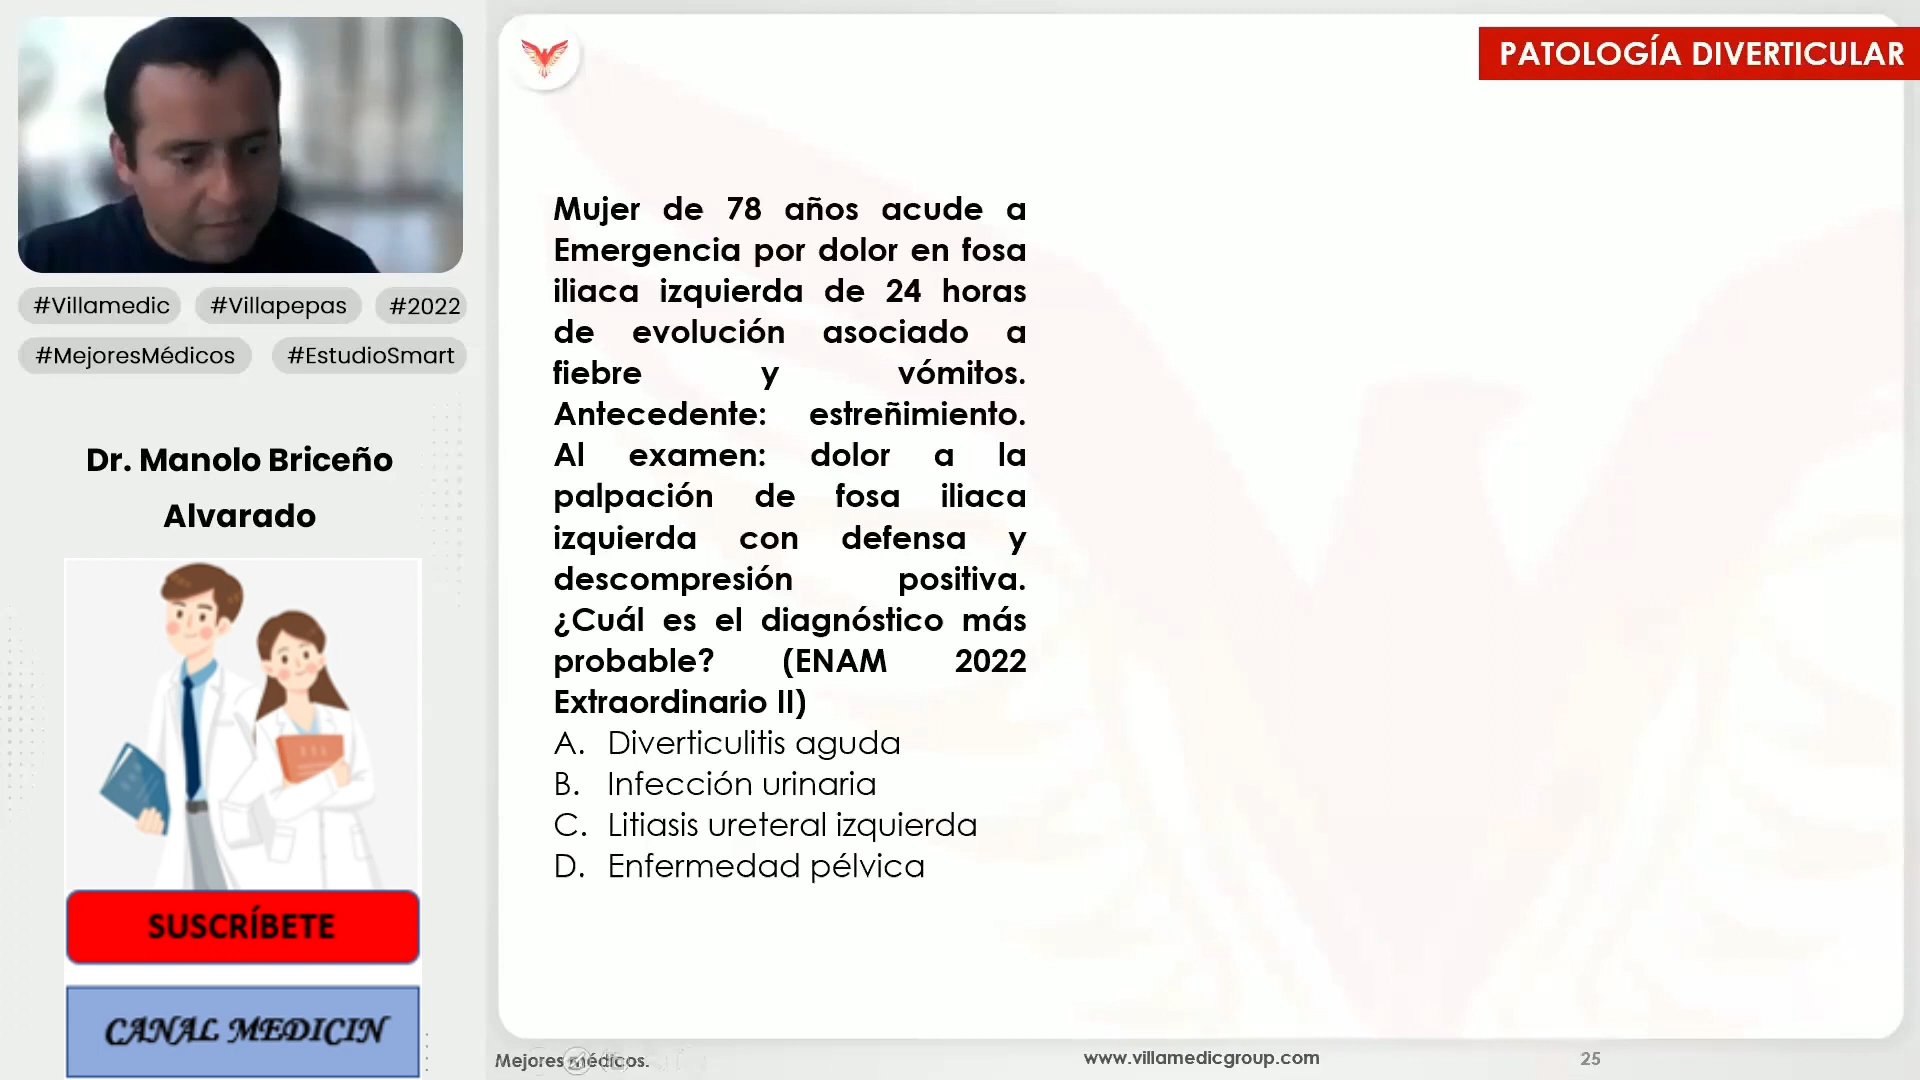 PATOLOGÍA DIVERTICULAR
#Villamedic #Villapepas #2022
#MejoresMédicos #EstudioSmart
Dr. Manolo Briceño
Alvarado
SUSCRÍBETE
CANAL MEDICIN
Mujer de 78 años acude a
Emergencia por dolor en fosa
iliaca izquierda de 24 horas
de evolución asociado a
fiebre y vómitos.
Antecedente: estreñimiento.
Al examen: dolor a la
palpación de fosa iliaca
izquierda con defensa y
descompresión positiva.
¿Cuál es el diagnóstico más
probable? (ENAM 2022
Extraordinario II)
A. Diverticulitis aguda
B. Infección urinaria
C. Litiasis ureteral izquierda
D. Enfermedad pélvica
Mejores médicos.
www.villamedicgroup.com
25